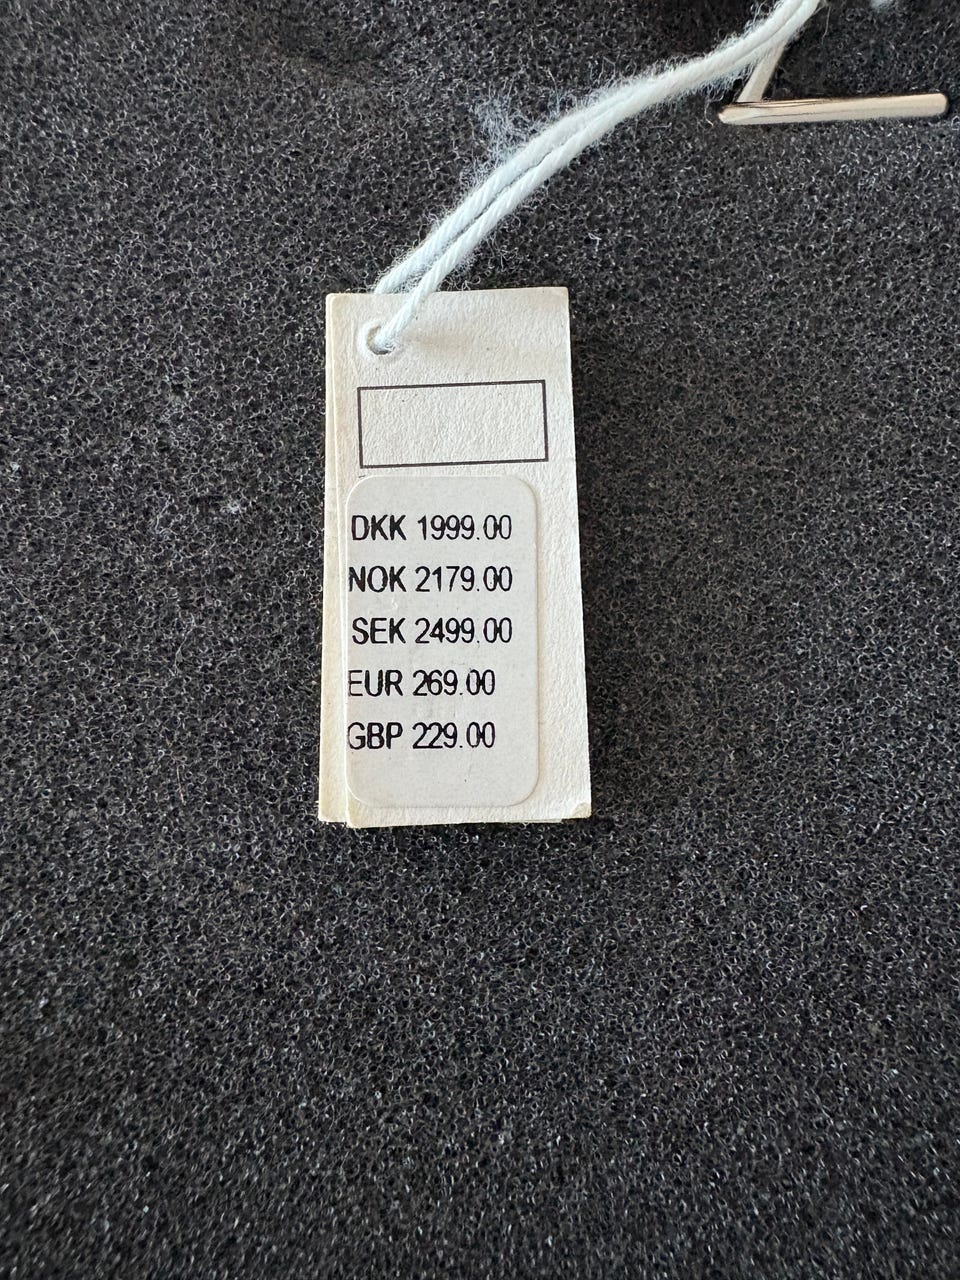 DKK 1999.00
NOK 2179.00
SEK 2499.00
EUR 269.00
GBP 229.00